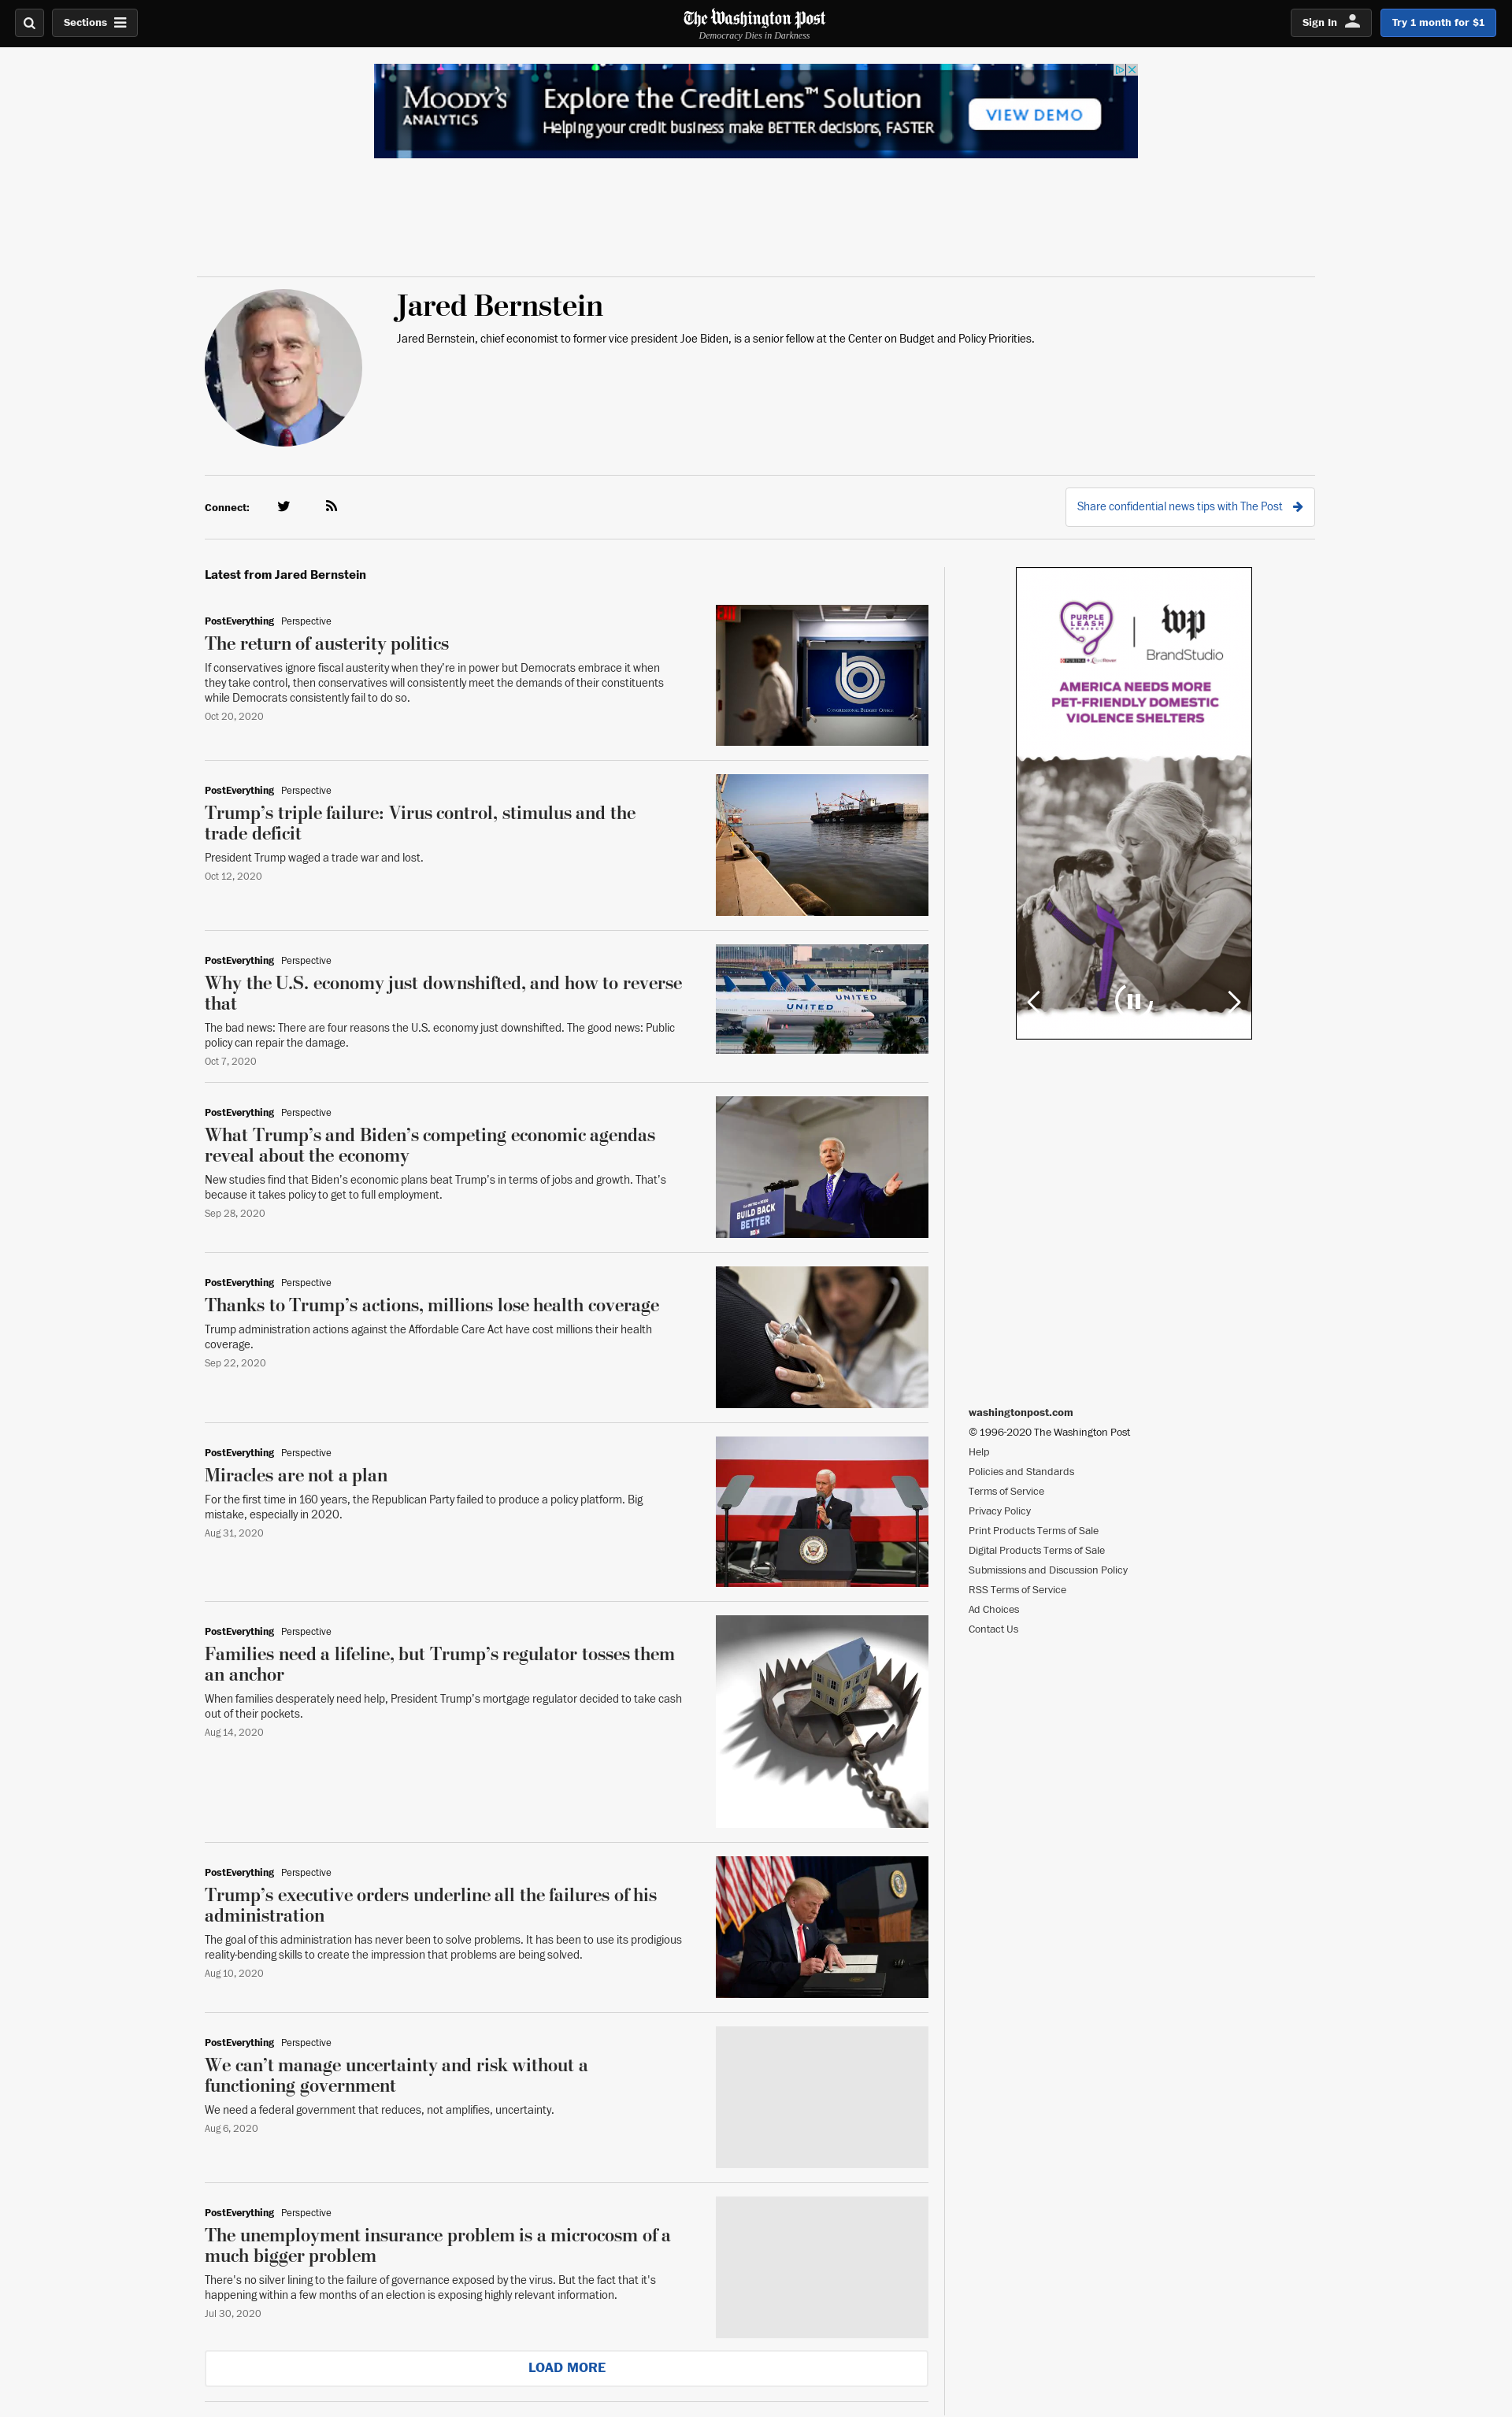 Sections
The Washington Post
Democracy Dies in Darkness
Sign In
Try 1 month for $1
MOODY'S
ANALYTICS
Explore the CreditLens™ Solution
Helping your credit business make BETTER decisions, FASTER
VIEW DEMO
Jared Bernstein
Jared Bernstein, chief economist to former vice president Joe Biden, is a senior fellow at the Center on Budget and Policy Priorities.
Connect:
Share confidential news tips with The Post
Latest from Jared Bernstein
PostEverything Perspective
The return of austerity politics
If conservatives ignore fiscal austerity when they’re in power but Democrats embrace it when
they take control, then conservatives will consistently meet the demands of their constituents
while Democrats consistently fail to do so.
Oct 20, 2020
CONGRESSIONAL BUDGET OFFICE
PostEverything Perspective
Trump’s triple failure: Virus control, stimulus and the
trade deficit
President Trump waged a trade war and lost.
Oct 12, 2020
PostEverything Perspective
Why the U.S. economy just downshifted, and how to reverse
that
The bad news: There are four reasons the U.S. economy just downshifted. The good news: Public
policy can repair the damage.
Oct 7, 2020
UNITED
UNITED
PostEverything Perspective
What Trump’s and Biden’s competing economic agendas
reveal about the economy
New studies find that Biden’s economic plans beat Trump’s in terms of jobs and growth. That’s
because it takes policy to get to full employment.
Sep 28, 2020
BUILD BACK
BETTER
PostEverything Perspective
Thanks to Trump’s actions, millions lose health coverage
Trump administration actions against the Affordable Care Act have cost millions their health
coverage.
Sep 22, 2020
PostEverything Perspective
Miracles are not a plan
For the first time in 160 years, the Republican Party failed to produce a policy platform. Big
mistake, especially in 2020.
Aug 31, 2020
PostEverything Perspective
Families need a lifeline, but Trump’s regulator tosses them
an anchor
When families desperately need help, President Trump’s mortgage regulator decided to take cash
out of their pockets.
Aug 14, 2020
PostEverything Perspective
Trump’s executive orders underline all the failures of his
administration
The goal of this administration has never been to solve problems. It has been to use its prodigious
reality-bending skills to create the impression that problems are being solved.
Aug 10, 2020
PostEverything Perspective
We can’t manage uncertainty and risk without a
functioning government
We need a federal government that reduces, not amplifies, uncertainty.
Aug 6, 2020
PostEverything Perspective
The unemployment insurance problem is a microcosm of a
much bigger problem
There's no silver lining to the failure of governance exposed by the virus. But the fact that it's
happening within a few months of an election is exposing highly relevant information.
Jul 30, 2020
LOAD MORE
PURPLE
LEASH
PROJECT
PURINA
wp
BrandStudio
AMERICA NEEDS MORE
PET-FRIENDLY DOMESTIC
VIOLENCE SHELTERS
washingtonpost.com
© 1996-2020 The Washington Post
Help
Policies and Standards
Terms of Service
Privacy Policy
Print Products Terms of Sale
Digital Products Terms of Sale
Submissions and Discussion Policy
RSS Terms of Service
Ad Choices
Contact Us